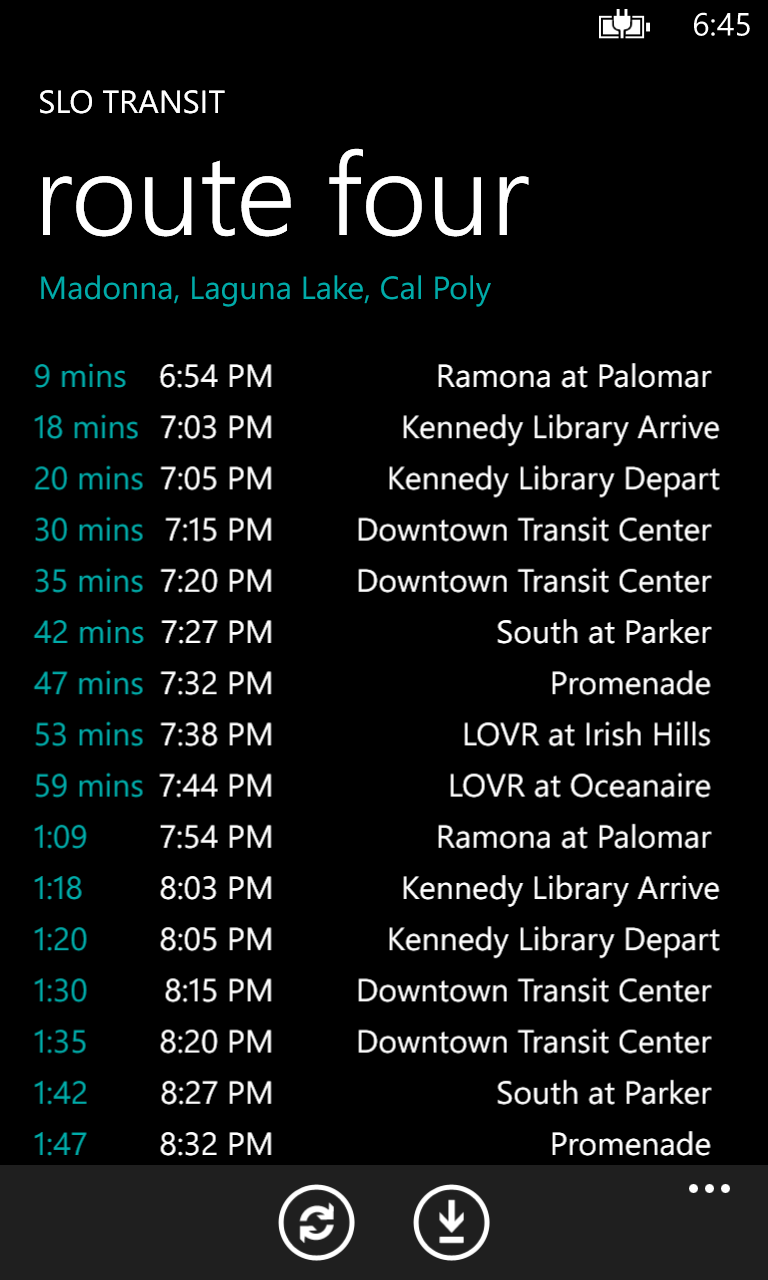 6:45
SLO TRANSIT
route four
Madonna, Laguna Lake, Cal Poly
9 mins 6:54 PM Ramona at Palomar
18 mins 7:03 PM Kennedy Library Arrive
20 mins 7:05 PM Kennedy Library Depart
30 mins 7:15 PM Downtown Transit Center
35 mins 7:20 PM Downtown Transit Center
42 mins 7:27 PM South at Parker
47 mins 7:32 PM Promenade
53 mins 7:38 PM LOVR at Irish Hills
59 mins 7:44 PM LOVR at Oceanaire
1:09 7:54 PM Ramona at Palomar
1:18 8:03 PM Kennedy Library Arrive
1:20 8:05 PM Kennedy Library Depart
1:30 8:15 PM Downtown Transit Center
1:35 8:20 PM Downtown Transit Center
1:42 8:27 PM South at Parker
1:47 8:32 PM Promenade